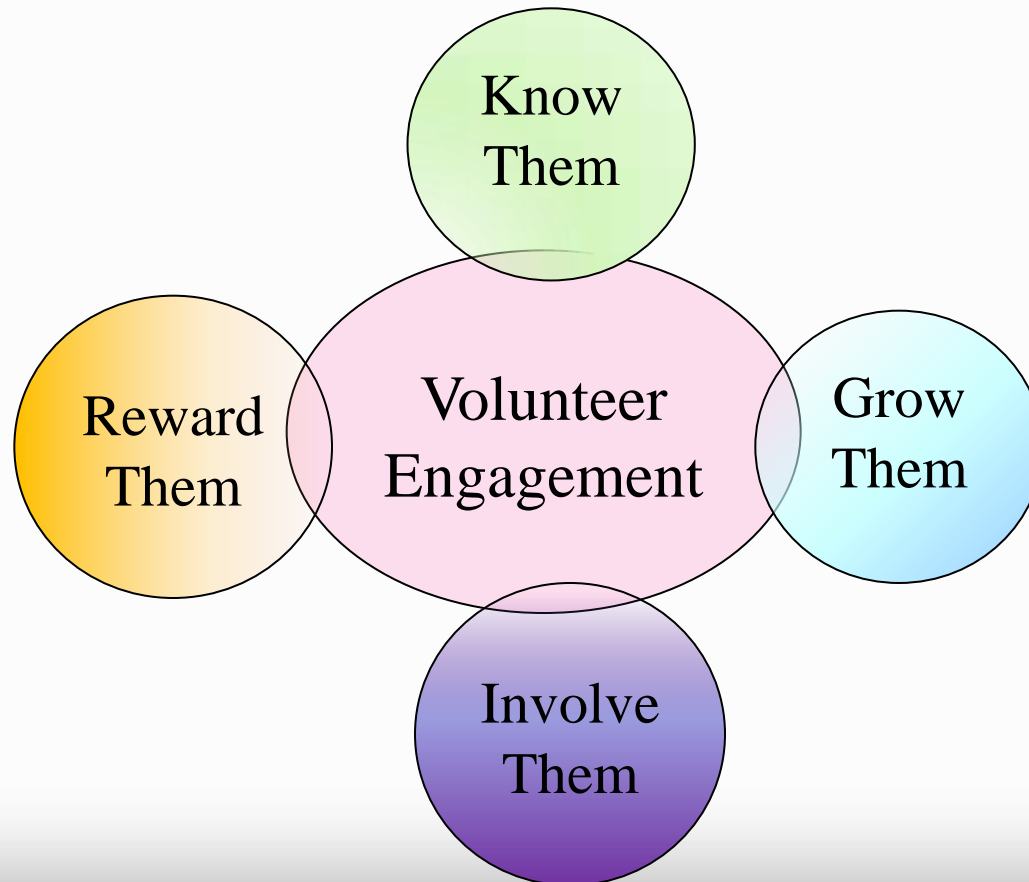 Know
Them
Reward
Them
Volunteer
Engagement
Grow
Them
Involve
Them